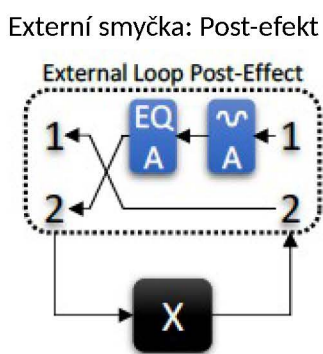 Externí smyčka: Post-efekt
External Loop Post-Effect
EQ
1 A A 1
2 2
X